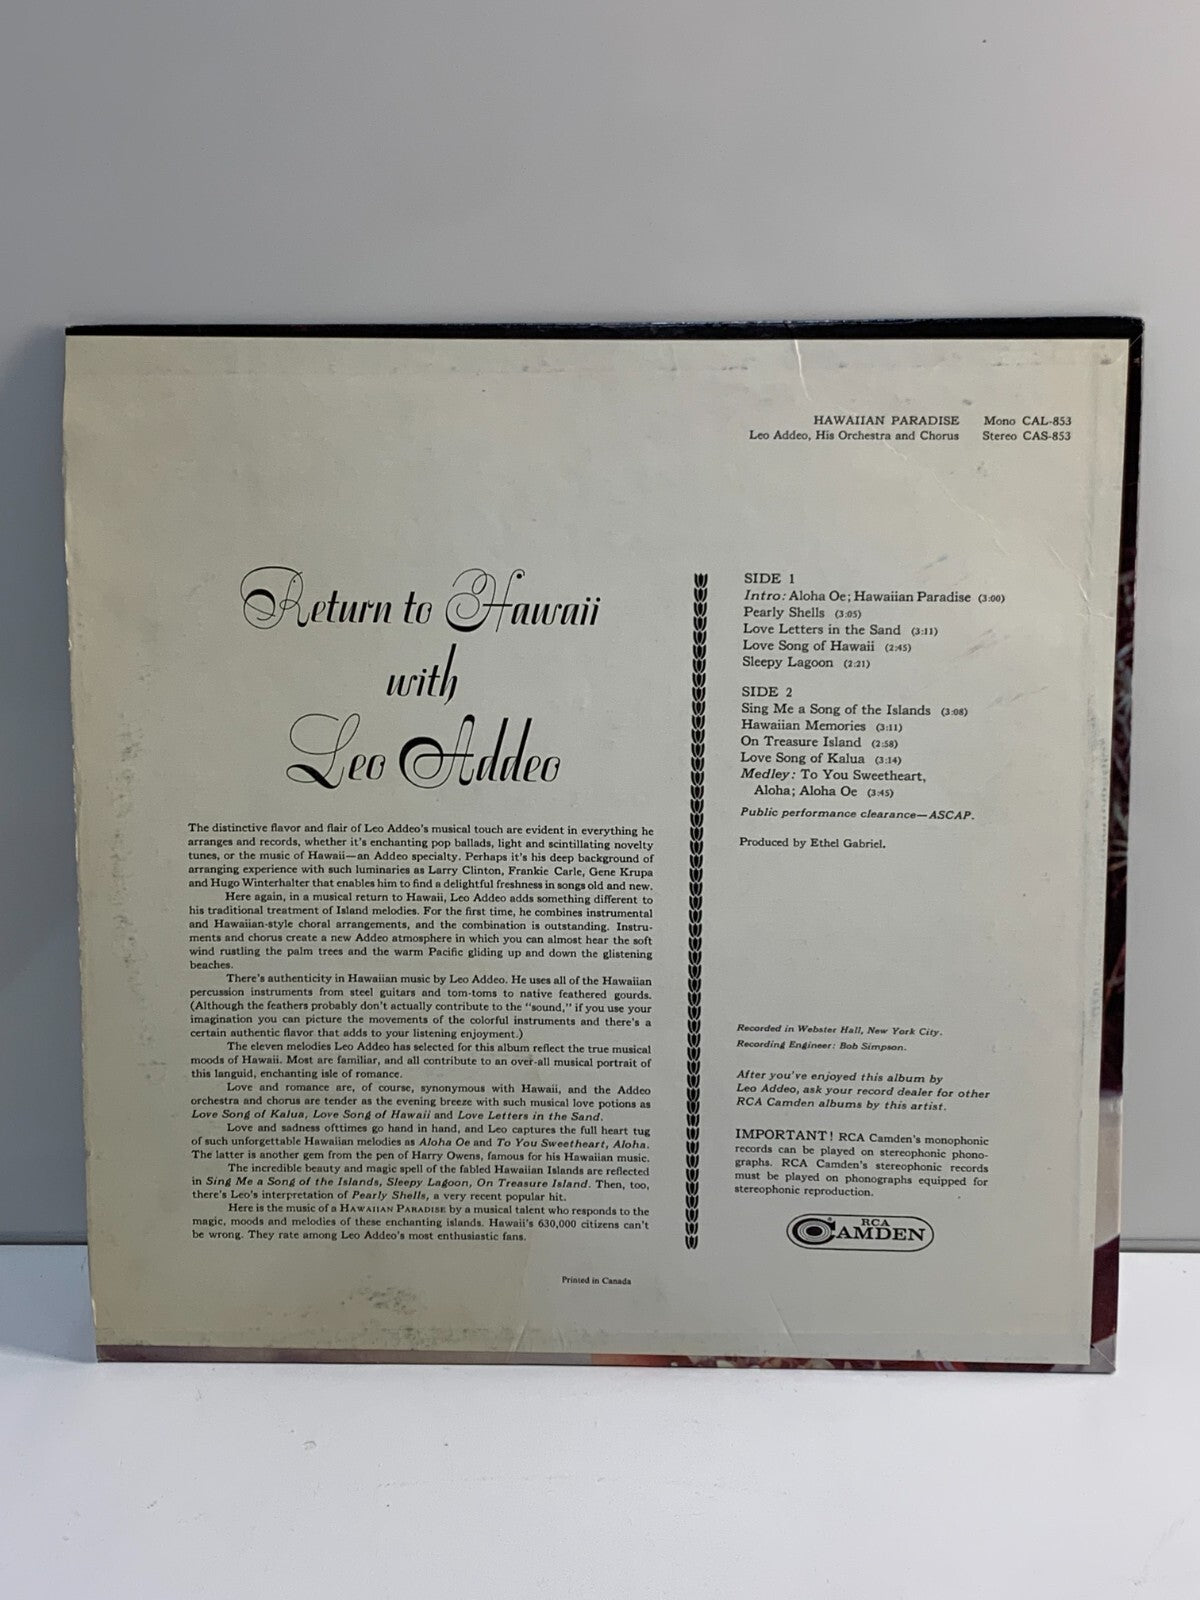 HAWAIIAN PARADISE Mono CAL-853
Leo Addeo, His Orchestra and Chorus Stereo CAS-853
Return to Hawaii
with
Leo Addeo
The distinctive flavor and flair of Leo Addeo's musical touch are evident in everything he
arranges and records, whether it's enchanting pop ballads, light and scintillating novelty
tunes, or the music of Hawaii—an Addeo specialty. Perhaps it's his deep background of
arranging experience with such luminaries as Larry Clinton, Frankie Carle, Gene Krupa
and Hugo Winterhalter that enables him to find a delightful freshness in songs old and new.
Here again, in a musical return to Hawaii, Leo Addeo adds something different to
his traditional treatment of Island melodies. For the first time, he combines instrumental
and Hawaiian-style choral arrangements, and the combination is outstanding. Instru-
ments and chorus create a new Addeo atmosphere in which you can almost hear the soft
wind rustling the palm trees and the warm Pacific gliding up and down the glistening
beaches.
There's authenticity in Hawaiian music by Leo Addeo. He uses all of the Hawaiian
percussion instruments from steel guitars and tom-toms to native feathered gourds.
(Although the feathers probably don't actually contribute to the "sound," if you use your
imagination you can picture the movements of the colorful instruments and there's a
certain authentic flavor that adds to your listening enjoyment.)
The eleven melodies Leo Addeo has selected for this album reflect the true musical
moods of Hawaii. Most are familiar, and all contribute to an over-all musical portrait of
this languid, enchanting isle of romance.
Love and romance are, of course, synonymous with Hawaii, and the Addeo
orchestra and chorus are tender as the evening breeze with such musical love potions as
Love Song of Kalua, Love Song of Hawaii and Love Letters in the Sand.
Love and sadness ofttimes go hand in hand, and Leo captures the full heart tug
of such unforgettable Hawaiian melodies as Aloha Oe and To You Sweetheart, Aloha.
The latter is another gem from the pen of Harry Owens, famous for his Hawaiian music.
The incredible beauty and magic spell of the fabled Hawaiian Islands are reflected
in Sing Me a Song of the Islands, Sleepy Lagoon, On Treasure Island. Then, too,
there's Leo's interpretation of Pearly Shells, a very recent popular hit.
Here is the music of a HAWAIIAN PARADISE by a musical talent who responds to the
magic, moods and melodies of these enchanting islands. Hawaii's 630,000 citizens can't
be wrong. They rate among Leo Addeo's most enthusiastic fans.
Printed in Canada
SIDE 1
Intro: Aloha Oe; Hawaiian Paradise (3:00)
Pearly Shells (3:05)
Love Letters in the Sand (3:11)
Love Song of Hawaii (2:45)
Sleepy Lagoon (2:21)
SIDE 2
Sing Me a Song of the Islands (3:08)
Hawaiian Memories (3:11)
On Treasure Island (2:58)
Love Song of Kalua (3:14)
Medley: To You Sweetheart,
Aloha; Aloha Oe (3:45)
Public performance clearance—ASCAP.
Produced by Ethel Gabriel.
Recorded in Webster Hall, New York City.
Recording Engineer: Bob Simpson.
After you've enjoyed this album by
Leo Addeo, ask your record dealer for other
RCA Camden albums by this artist.
IMPORTANT! RCA Camden's monophonic
records can be played on stereophonic phono-
graphs. RCA Camden's stereophonic records
must be played on phonographs equipped for
stereophonic reproduction.
RCA
CAMDEN